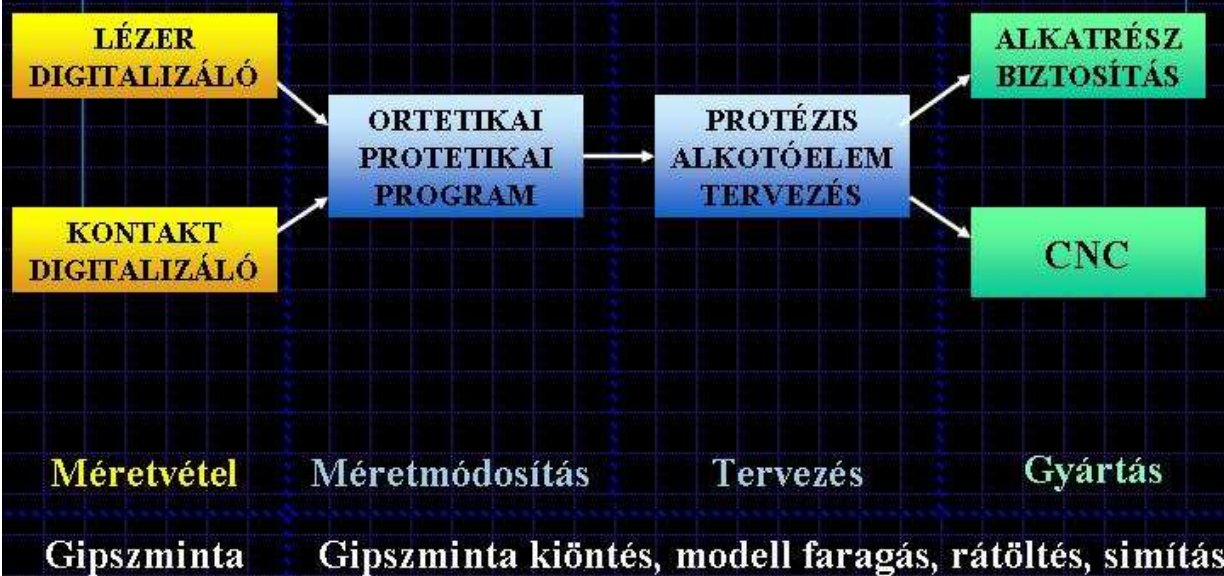 LÉZER
DIGITALIZÁLÓ
KONTAKT
DIGITALIZÁLÓ
ORTETIKAI
PROTETIKAI
PROGRAM
PROTÉZIS
ALKOTÓELEM
TERVEZÉS
ALKATRÉSZ
BIZTOSÍTÁS
CNC
Méretvétel
Méretmódosítás
Tervezés
Gyártás
Gipszminta
Gipszminta kiöntés, modell faragás, rátöltés, simítás